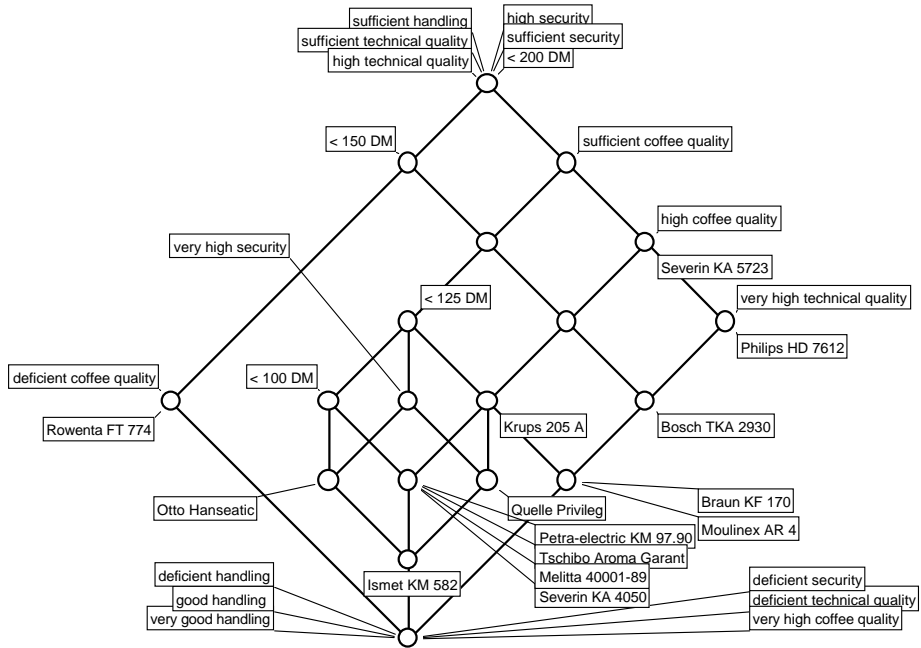 sufficient handling
high security
sufficient technical quality
sufficient security
high technical quality
< 200 DM
< 150 DM
sufficient coffee quality
high coffee quality
very high security
Severin KA 5723
< 125 DM
very high technical quality
Philips HD 7612
deficient coffee quality
< 100 DM
Rowenta FT 774
Krups 205 A
Bosch TKA 2930
Otto Hanseatic
Quelle Privileg
Braun KF 170
Moulinex AR 4
Petra-electric KM 97.90
Tschibo Aroma Garant
Melitta 40001-89
Severin KA 4050
Ismet KM 582
deficient handling
good handling
very good handling
deficient security
deficient technical quality
very high coffee quality